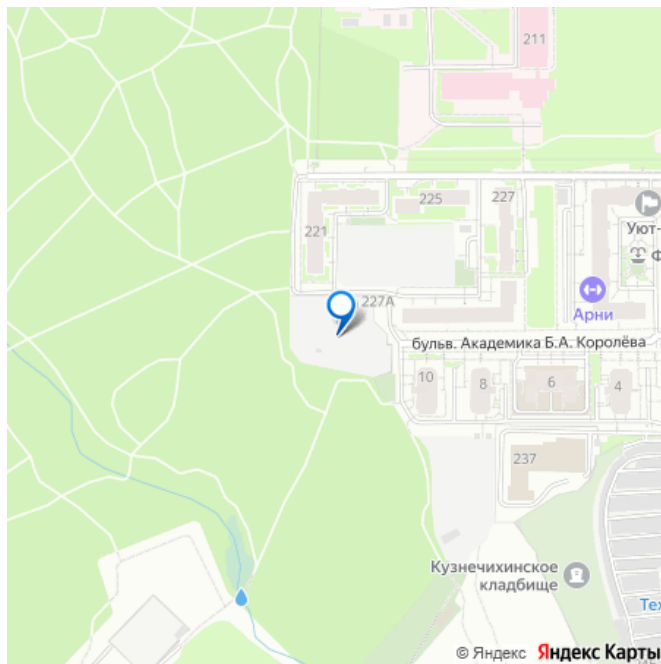 211
225
227
221
Уют-
Ф
227А
Арни
бульв. Академика Б.А. Королёва
10
8
6
4
237
Кузнечихинское
кладбище
Тех
© Яндекс Яндекс Карты